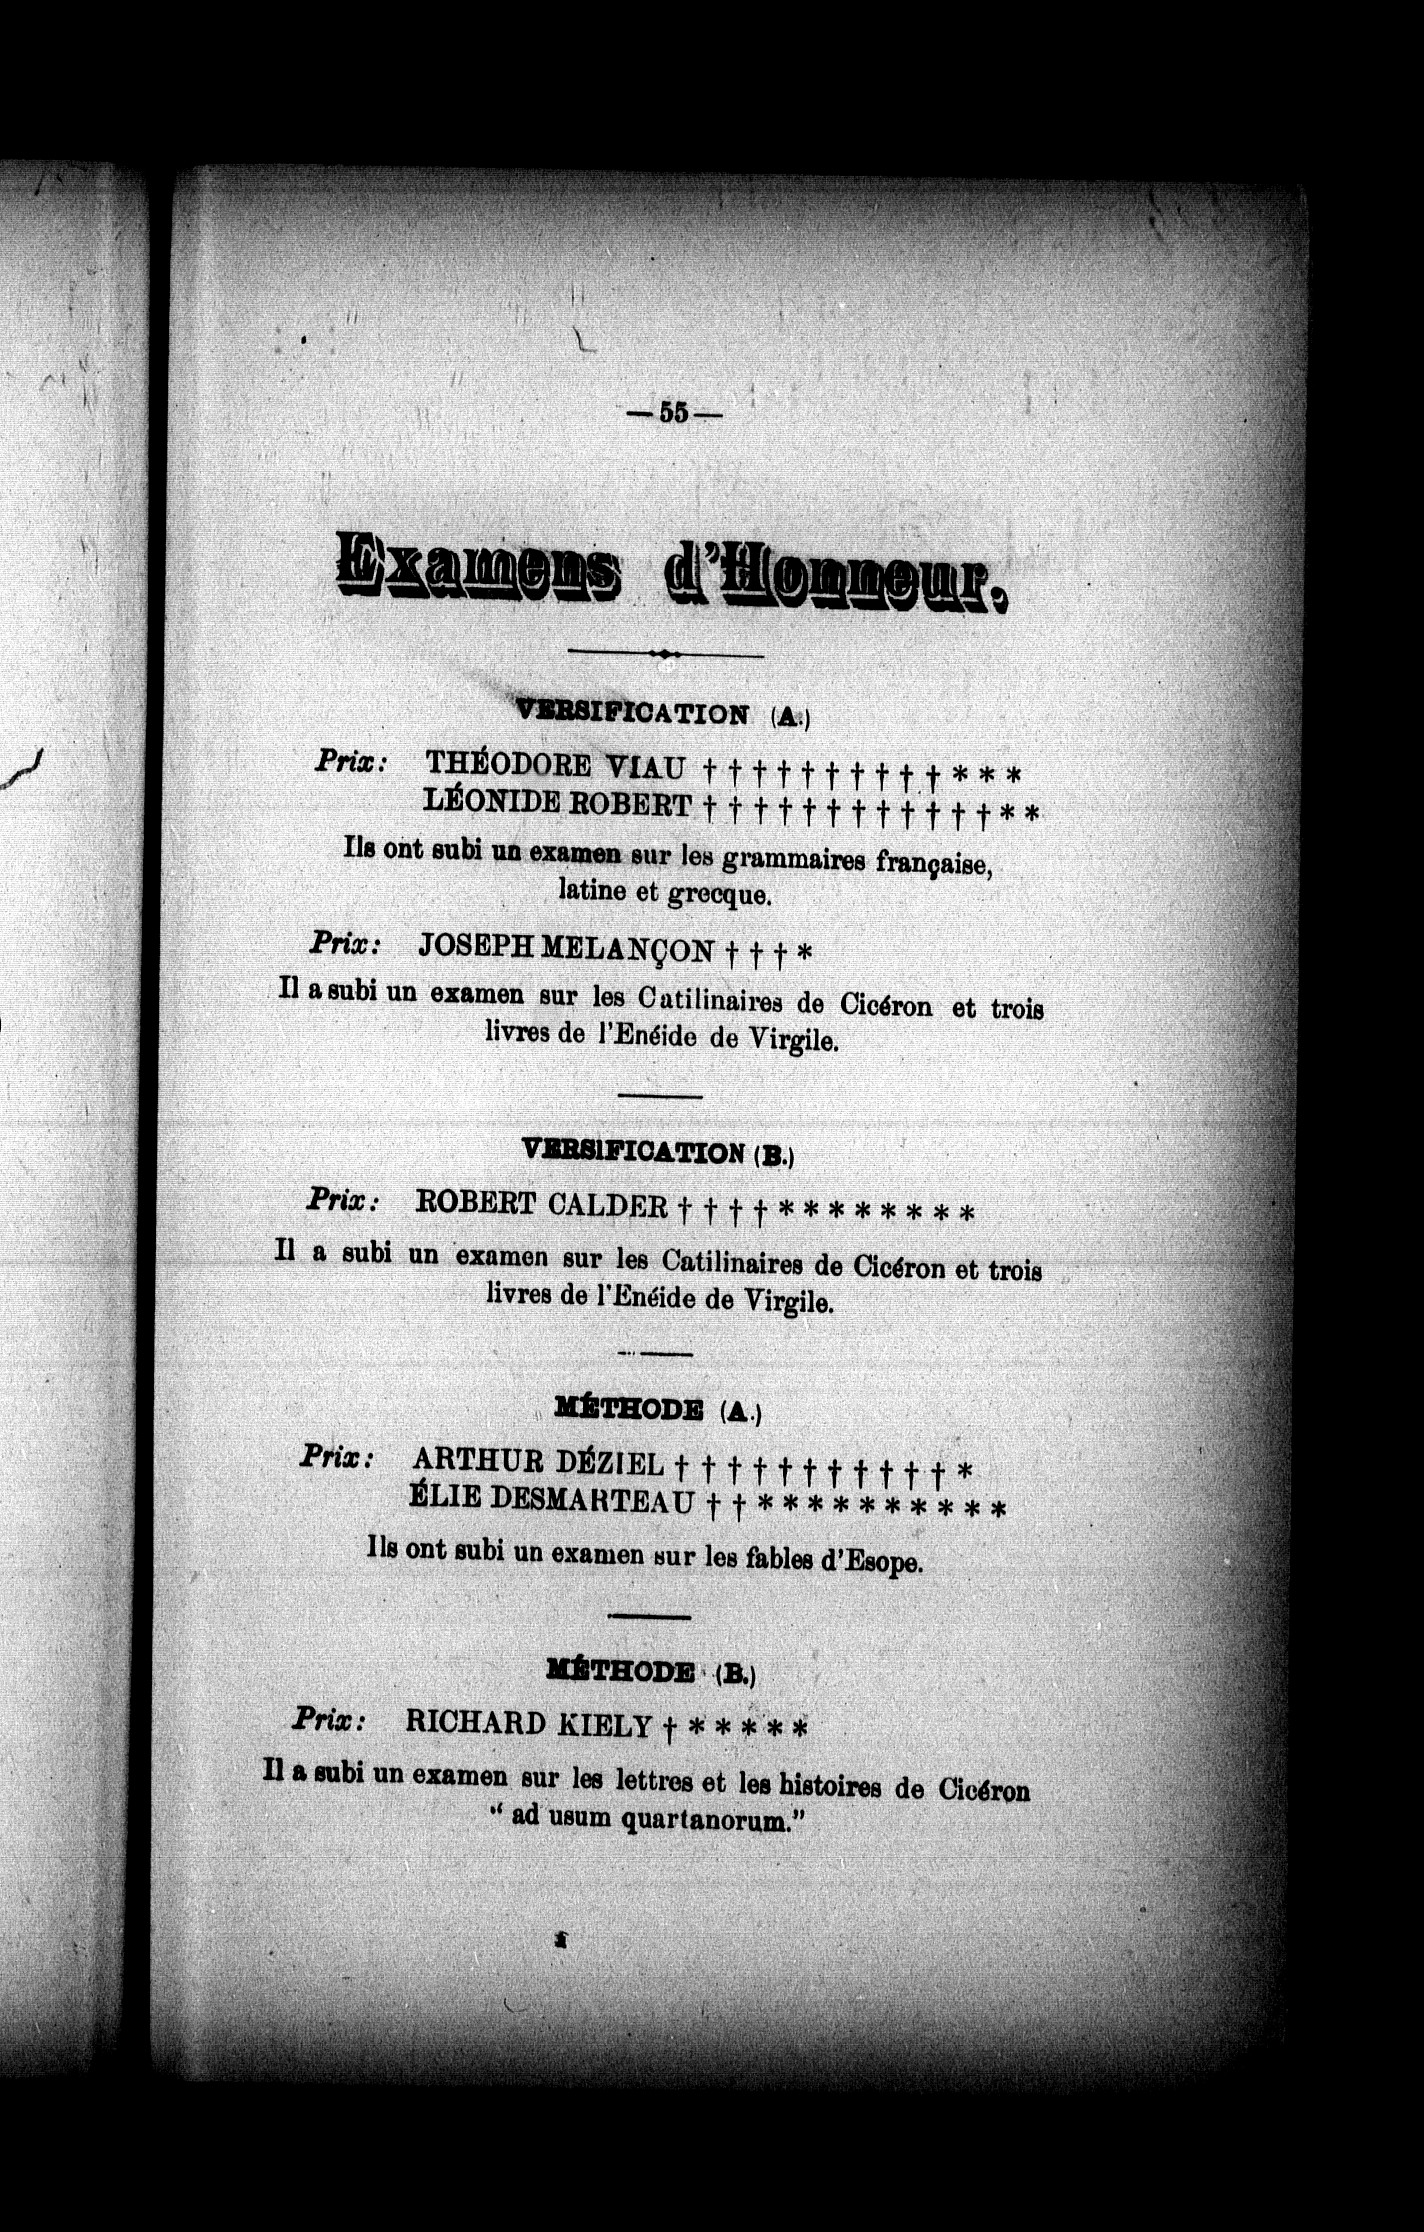 — 55 —
Examens d'Honneur.
VERSIFICATION (A.)
Prix: THÉODORE VIAU † † † † † † † † † † * * *
LÉONIDE ROBERT † † † † † † † † † † † † * *
Ils ont subi un examen sur les grammaires française,
latine et grecque.
Prix: JOSEPH MELANÇON † † † *
Il a subi un examen sur les Catilinaires de Cicéron et trois
livres de l'Enéide de Virgile.
VERSIFICATION (B.)
Prix: ROBERT CALDER † † † † * * * * * * * *
Il a subi un examen sur les Catilinaires de Cicéron et trois
livres de l'Enéide de Virgile.
MÉTHODE (A.)
Prix: ARTHUR DÉZIEL † † † † † † † † † † † *
ÉLIE DESMARTEAU † † * * * * * * * * * *
Ils ont subi un examen sur les fables d'Esope.
MÉTHODE (B.)
Prix: RICHARD KIELY † * * * * *
Il a subi un examen sur les lettres et les histoires de Cicéron
“ ad usum quartanorum.”